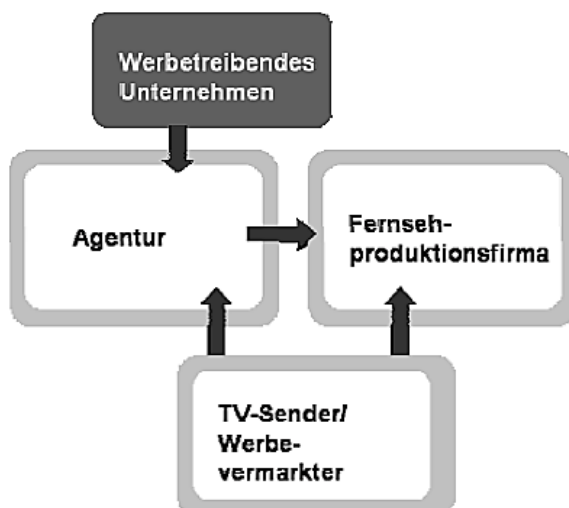 Werbetreibendes
Unternehmen
Agentur
Fernseh-
produktionsfirma
TV-Sender/
Werbe-
vermarkter